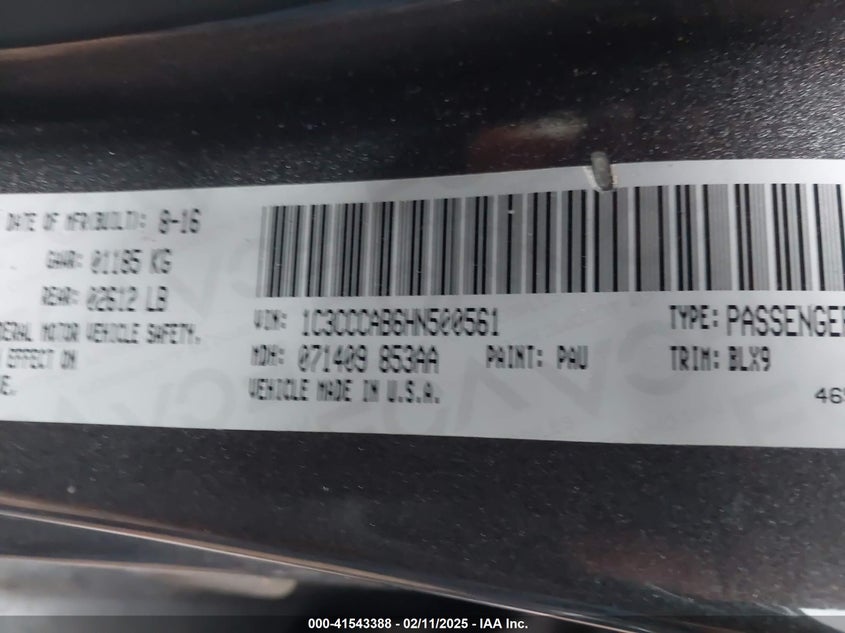 DATE OF MFR(BUILT): 8-16
GAWR: 01185 KG
REAR: 02612 LB
MOTOR VEHICLE SAFETY.
EFFECT ON
VIN: 1C3CCCAB6HN500561
TYPE: PASSENGER
MDH: 071409 853AA
PAINT: PAU
TRIM: BLX9
VEHICLE MADE IN U.S.A.
000-41543388 - 02/11/2025 - IAA Inc.